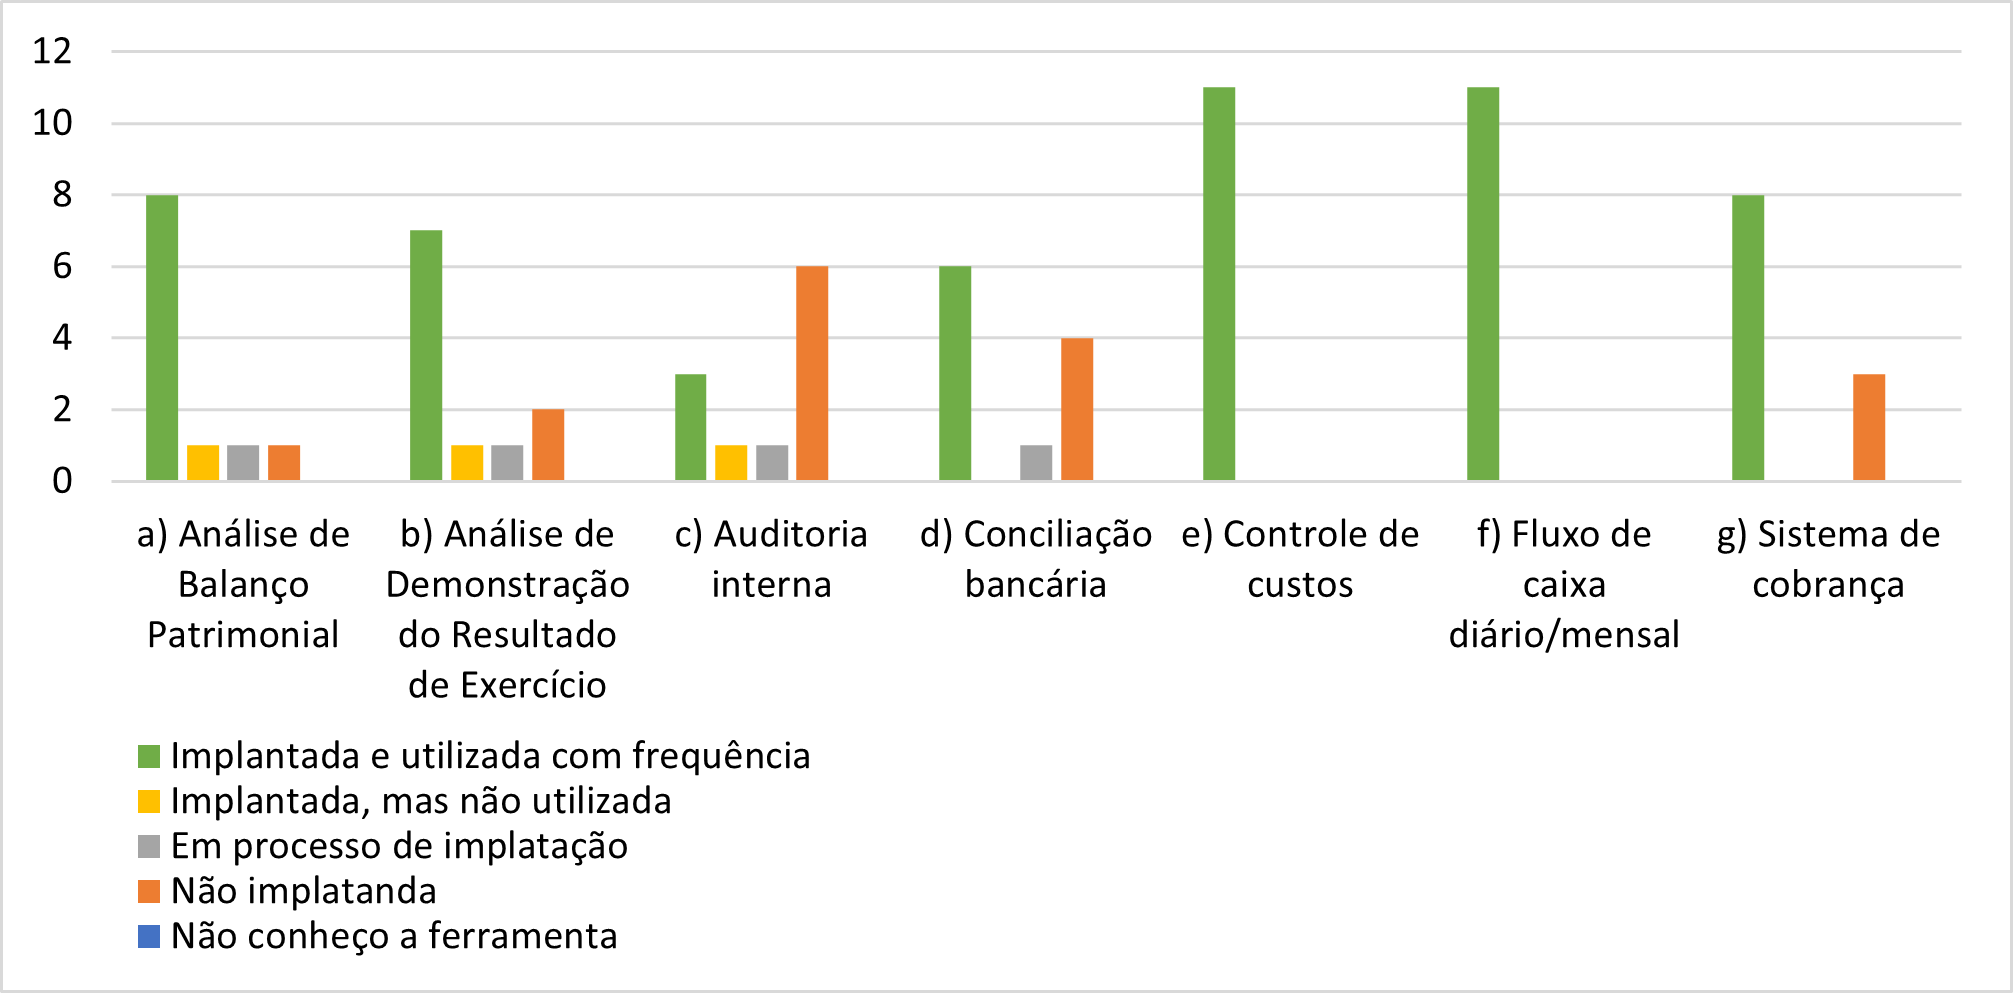 12
10
8
6
4
2
0
a) Análise de
Balanço
Patrimonial
b) Análise de
Demonstração
do Resultado
de Exercício
c) Auditoria
interna
d) Conciliação
bancária
e) Controle de
custos
f) Fluxo de
caixa
diário/mensal
g) Sistema de
cobrança
Implantada e utilizada com frequência
Implantada, mas não utilizada
Em processo de implatação
Não implatanda
Não conheço a ferramenta